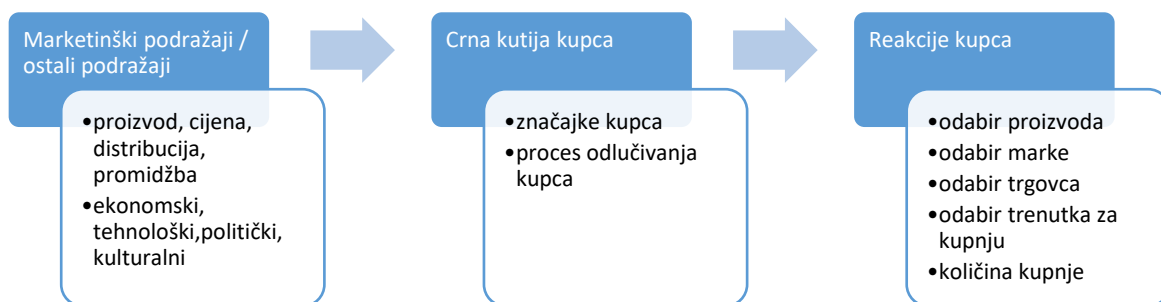 Marketinški podražaji /
ostali podražaji
•proizvod, cijena,
distribucija,
promidžba
•ekonomski,
tehnološki,politički,
kulturalni
Crna kutija kupca
•značajke kupca
•proces odlučivanja
kupca
Reakcije kupca
•odabir proizvoda
•odabir marke
•odabir trgovca
•odabir trenutka za
kupnju
•količina kupnje